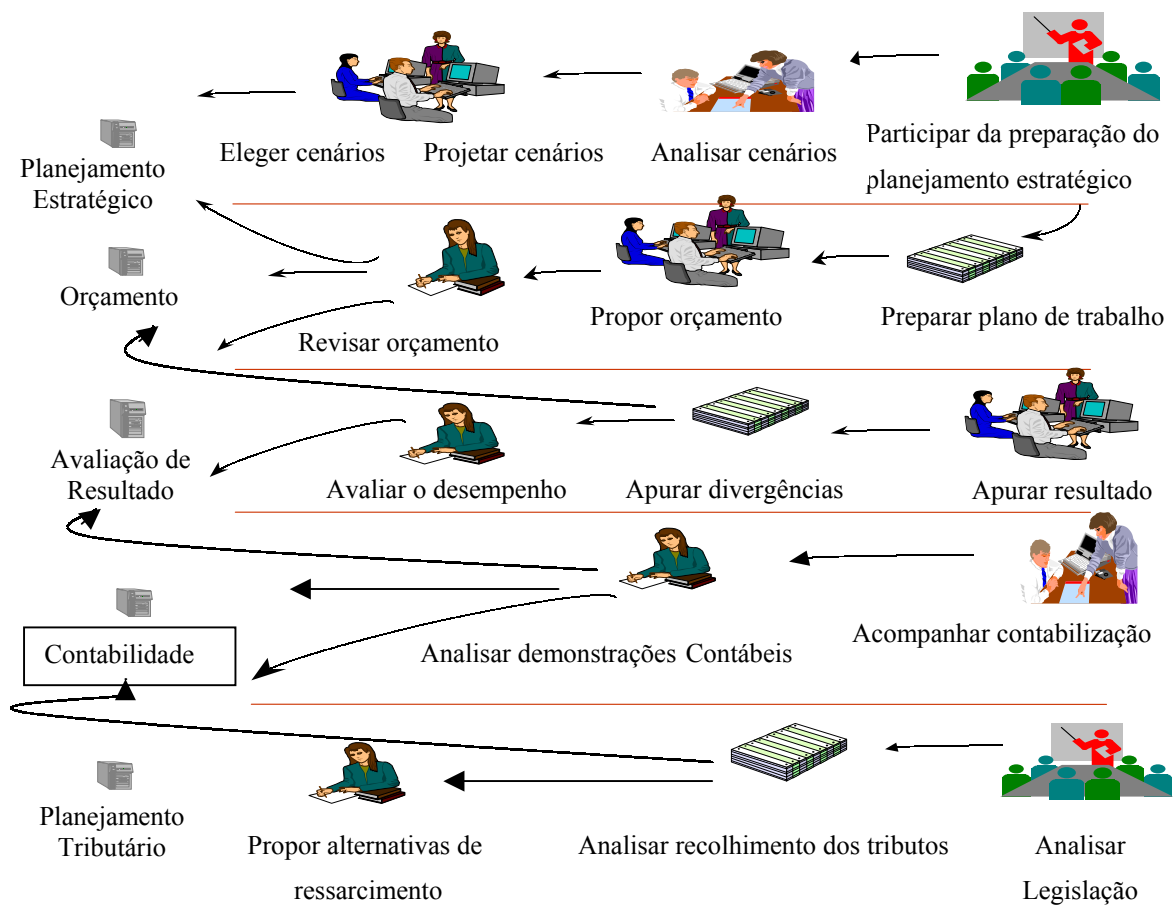 Participar da preparação do
planejamento estratégico
Analisar cenários
Projetar cenários
Eleger cenários
Planejamento
Estratégico
Orçamento
Revisar orçamento
Propor orçamento
Preparar plano de trabalho
Avaliação de
Resultado
Avaliar o desempenho
Apurar divergências
Apurar resultado
Contabilidade
Analisar demonstrações Contábeis
Acompanhar contabilização
Planejamento
Tributário
Propor alternativas de
ressarcimento
Analisar recolhimento dos tributos
Analisar
Legislação